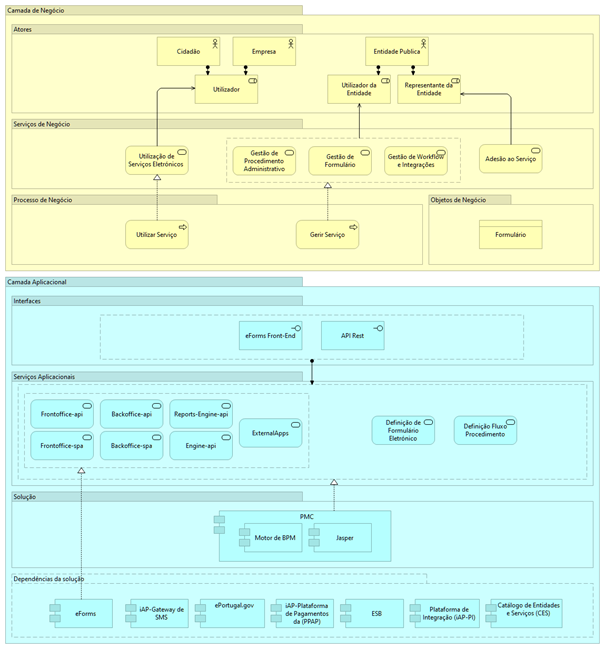 Camada de Negócio
Atores
Cidadão
Empresa
Entidade Publica
Utilizador
Utilizador da
Entidade
Representante da
Entidade
Serviços de Negócio
Utilização de
Serviços Eletrónicos
Gestão de
Procedimento
Administrativo
Gestão de
Formulário
Gestão de Workflow
e Integrações
Adesão ao Serviço
Processo de Negócio
Objetos de Negócio
Utilizar Serviço
Gerir Serviço
Formulário
Camada Aplicacional
Interfaces
eForms Front-End
API Rest
Serviços Aplicacionais
Frontoffice-api
Backoffice-api
Reports-Engine-api
ExternalApps
Frontoffice-spa
Backoffice-spa
Engine-api
Definição de
Formulário
Eletrónico
Definição Fluxo
Procedimento
Solução
PMC
Motor de BPM
Jasper
Dependências da solução
eForms
iAP-Gateway de
SMS
ePortugal.gov
iAP-Plataforma
de Pagamentos
da (PPAP)
ESB
Plataforma de
Integração (iAP-PI)
Catálogo de Entidades
e Serviços (CES)